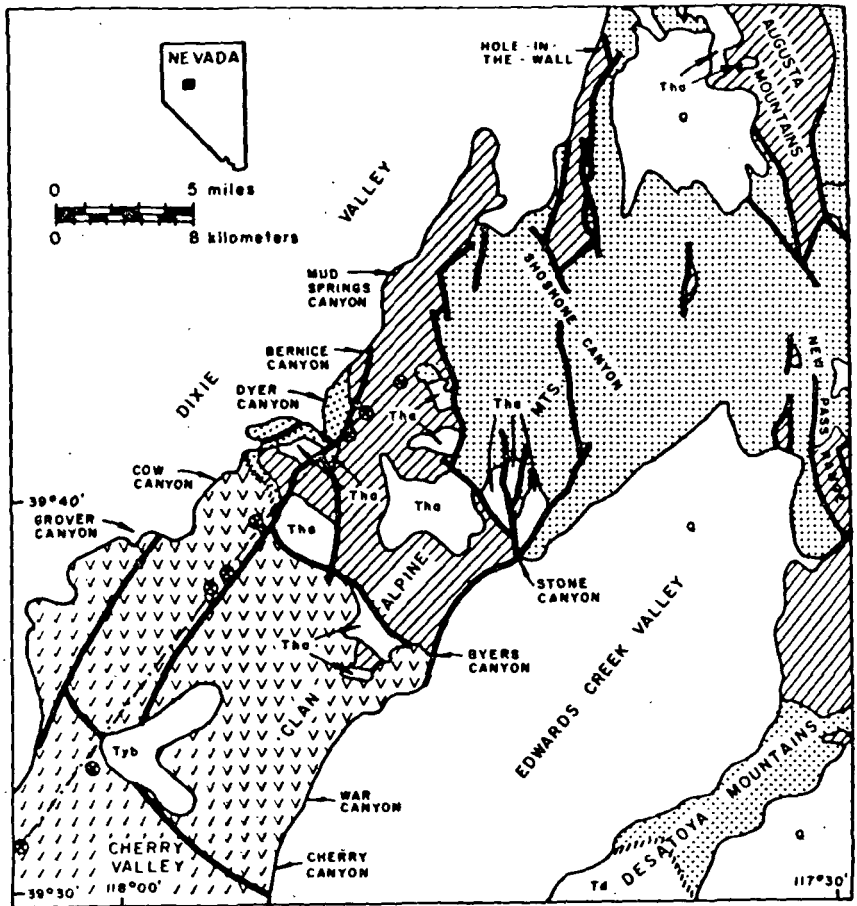 NEVADA
0 5 miles
0 8 kilometers
HOLE-IN-
THE-WALL
AUGUSTA
MOUNTAINS
Tha
Q
VALLEY
DIXIE
MUD
SPRINGS
CANYON
SHOSHONE CANYON
BERNICE
CANYON
DYER
CANYON
Tha
Tha
MTS.
NEW
PASS
COW
CANYON
39°40'
GROVER
CANYON
Tha
Tha
Tha
Q
ALPINE
STONE
CANYON
Tha
BYERS
CANYON
CLAN
EDWARDS CREEK VALLEY
Tyb
WAR
CANYON
DESATOYA MOUNTAINS
CHERRY
VALLEY
CHERRY
CANYON
Q
Td
39°30'
118°00'
117°30'